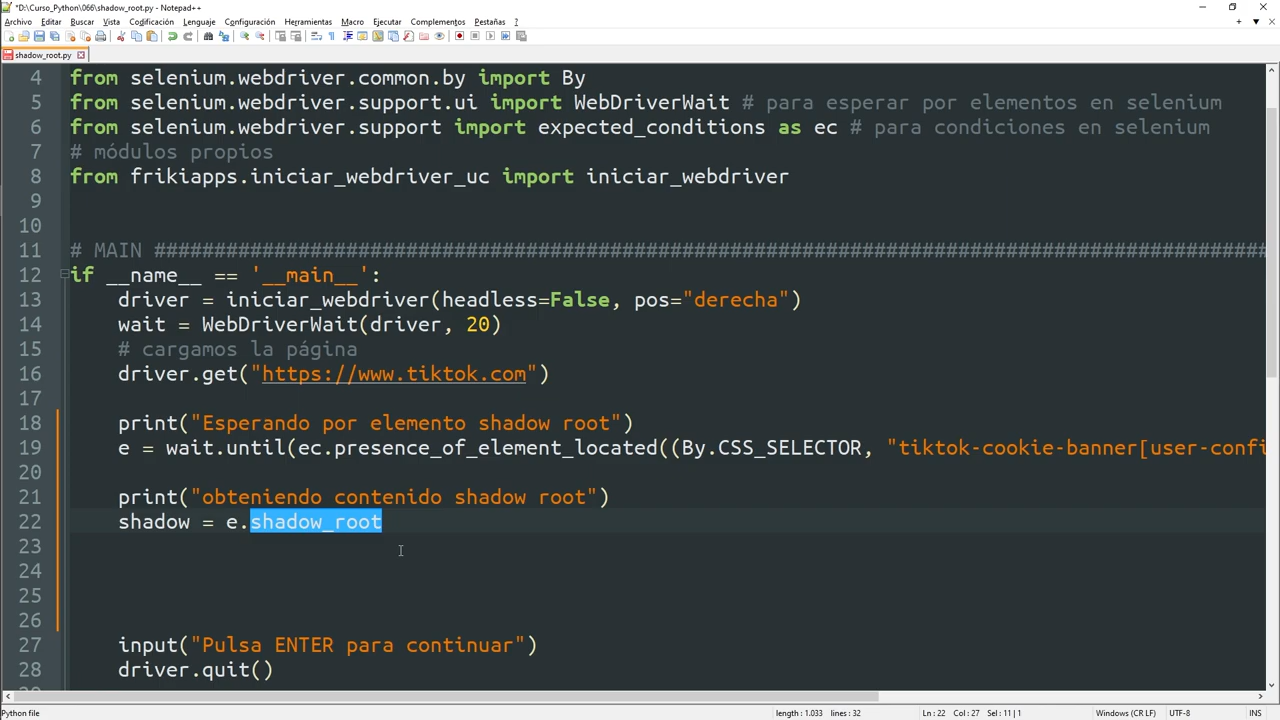 *D:\Curso_Python\066\shadow_root.py - Notepad++
Archivo Editar Buscar Vista Codificación Lenguaje Configuración Herramientas Macro Ejecutar Complementos Pestañas ?
shadow_root.py
4 from selenium.webdriver.common.by import By
5 from selenium.webdriver.support.ui import WebDriverWait # para esperar por elementos en selenium
6 from selenium.webdriver.support import expected_conditions as ec # para condiciones en selenium
7 # módulos propios
8 from frikiapps.iniciar_webdriver_uc import iniciar_webdriver
9
10
11 # MAIN ############################################################################################
12 if __name__ == '__main__':
13 driver = iniciar_webdriver(headless=False, pos="derecha")
14 wait = WebDriverWait(driver, 20)
15 # cargamos la página
16 driver.get("https://www.tiktok.com")
17
18 print("Esperando por elemento shadow root")
19 e = wait.until(ec.presence_of_element_located((By.CSS_SELECTOR, "tiktok-cookie-banner[user-confi
20
21 print("obteniendo contenido shadow root")
22 shadow = e.shadow_root
23
24
25
26
27 input("Pulsa ENTER para continuar")
28 driver.quit()
Python file length : 1.033 lines : 32 Ln : 22 Col : 27 Sel : 11 | 1 Windows (CR LF) UTF-8 INS